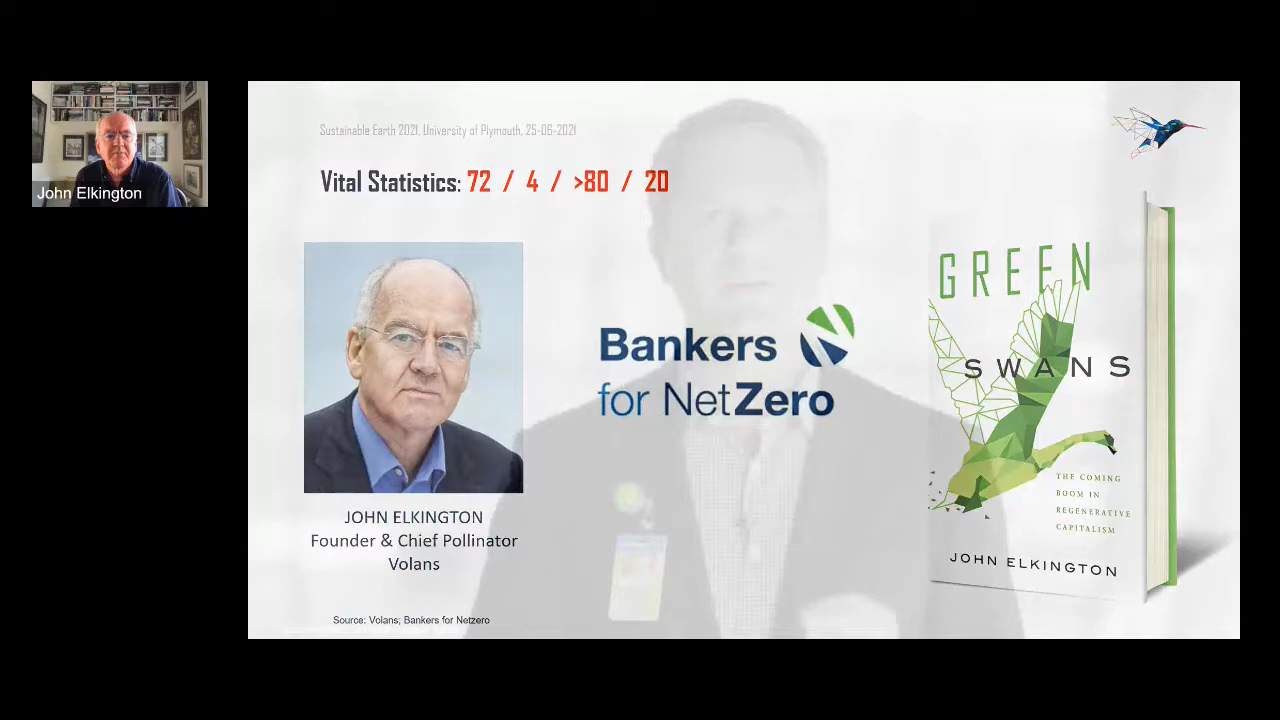 John Elkington
Sustainable Earth 2021, University of Plymouth, 25-06-2021
Vital Statistics: 72 / 4 / >80 / 20
JOHN ELKINGTON
Founder & Chief Pollinator
Volans
Source: Volans; Bankers for Netzero
Bankers
for NetZero
GREEN
SWANS
THE COMING
BOOM IN
REGENERATIVE
CAPITALISM
JOHN ELKINGTON